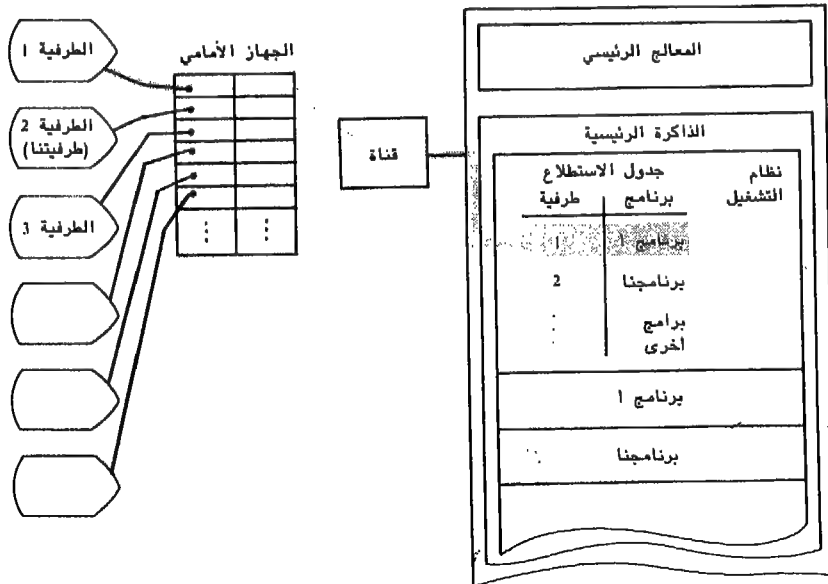 المعالج الرئيسي
الذاكرة الرئيسية
نظام
التشغيل
جدول الاستطلاع
برنامج طرفية
برنامج 1 1
برنامجنا 2
برامج
أخرى
برنامج 1
برنامجنا
قناة
الجهاز الأمامي
الطرفية 1
الطرفية 2
(طرفيتنا)
الطرفية 3